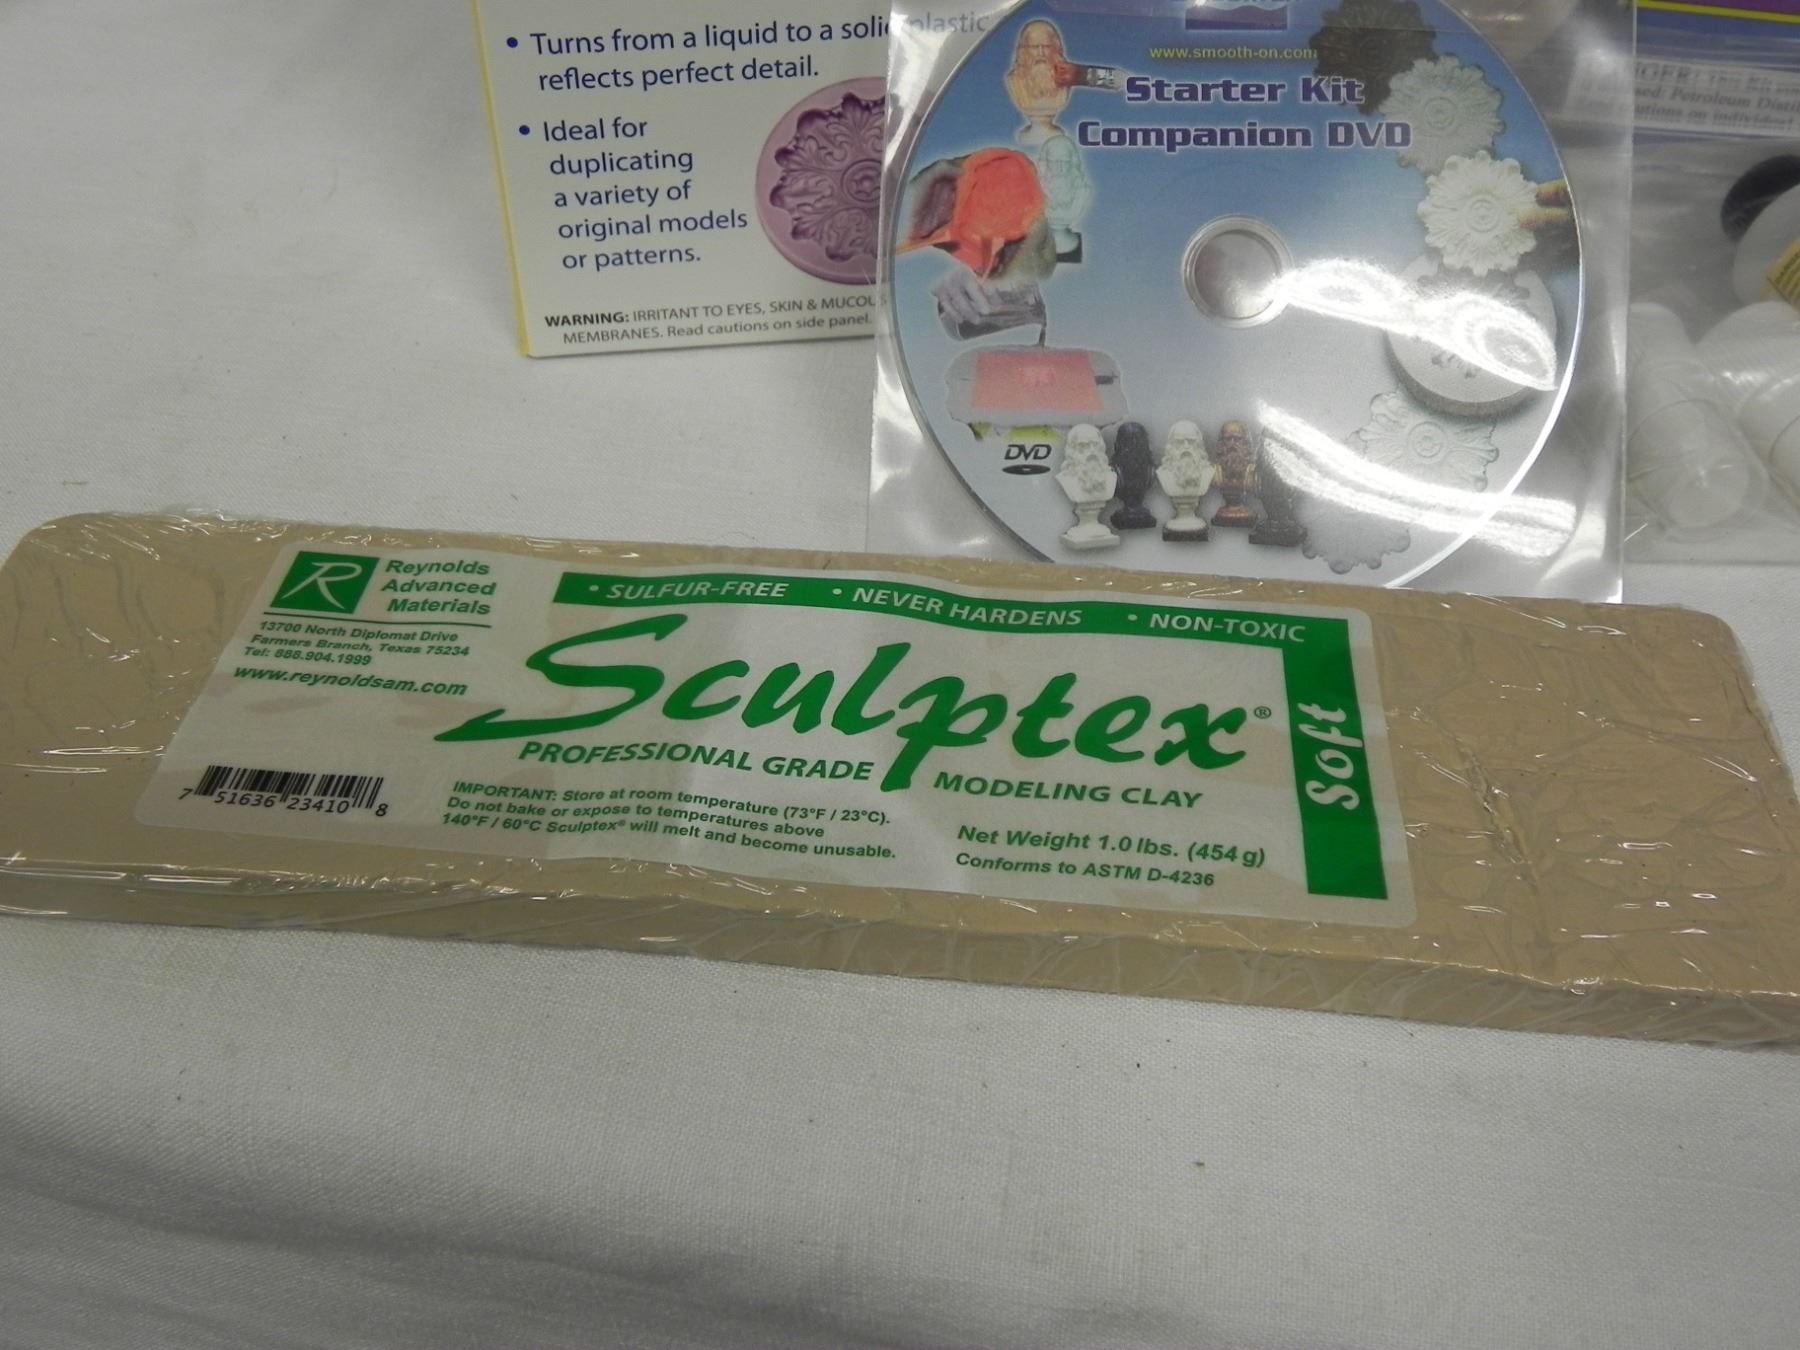 • Turns from a liquid to a solid plastic
reflects perfect detail.
• Ideal for
duplicating
a variety of
original models
or patterns.
WARNING: IRRITANT TO EYES, SKIN & MUCOUS
MEMBRANES. Read cautions on side panel.
www.smooth-on.com
Starter Kit
Companion DVD
DVD
Petroleum
cautions on individual
R
Reynolds
Advanced
Materials
13700 North Diplomat Drive
Farmers Branch, Texas 75234
Tel: 888.904.1999
www.reynoldsam.com
• SULFUR-FREE • NEVER HARDENS • NON-TOXIC
Sculptex®
Soft
PROFESSIONAL GRADE MODELING CLAY
IMPORTANT: Store at room temperature (73°F / 23°C).
Do not bake or expose to temperatures above
140°F / 60°C Sculptex® will melt and become unusable.
Net Weight 1.0 lbs. (454 g)
Conforms to ASTM D-4236
7 51636 23410 8